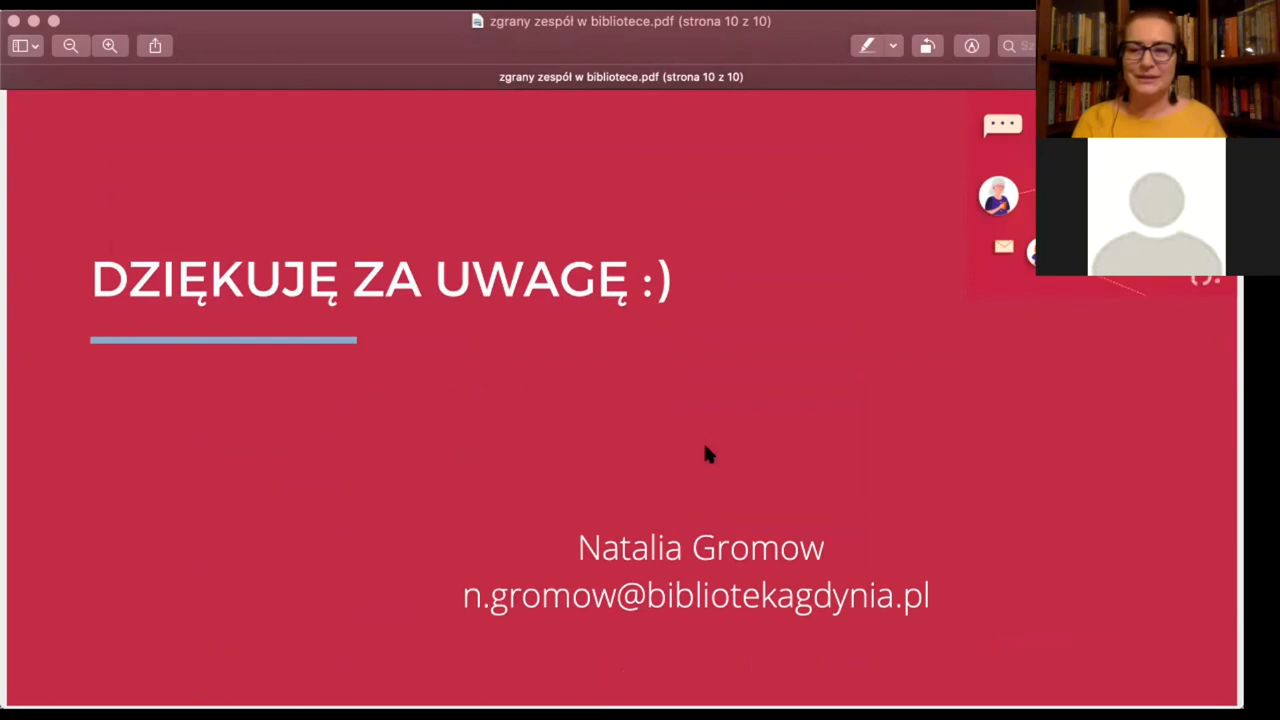 zgrany zespół w bibliotece.pdf (strona 10 z 10)
zgrany zespół w bibliotece.pdf (strona 10 z 10)
DZIĘKUJĘ ZA UWAGĘ :)
Natalia Gromow
n.gromow@bibliotekagdynia.pl